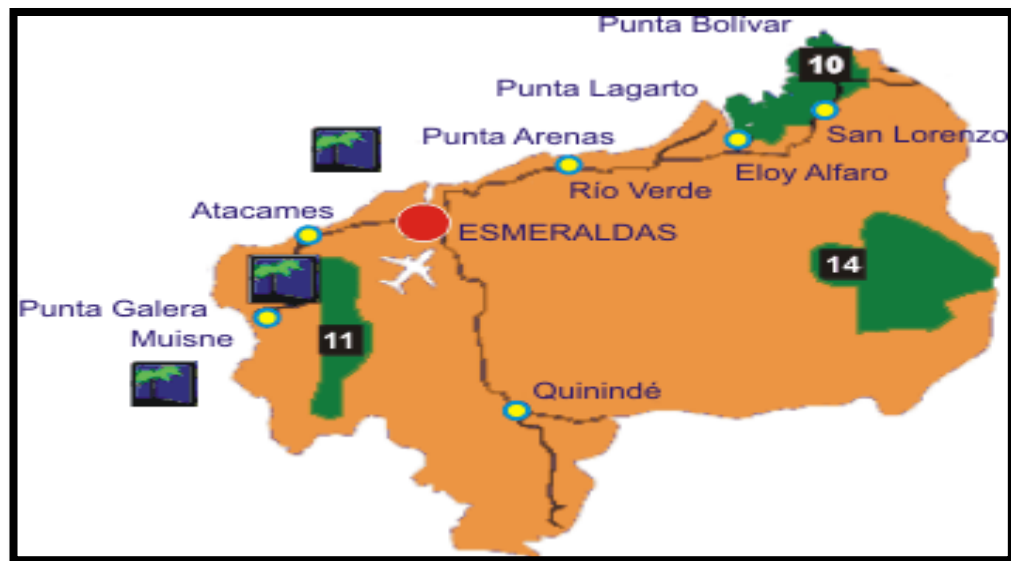 Punta Bolívar
10
Punta Lagarto
Punta Arenas
San Lorenzo
Eloy Alfaro
Río Verde
Atacames
ESMERALDAS
14
Punta Galera
Muisne
11
Quinindé